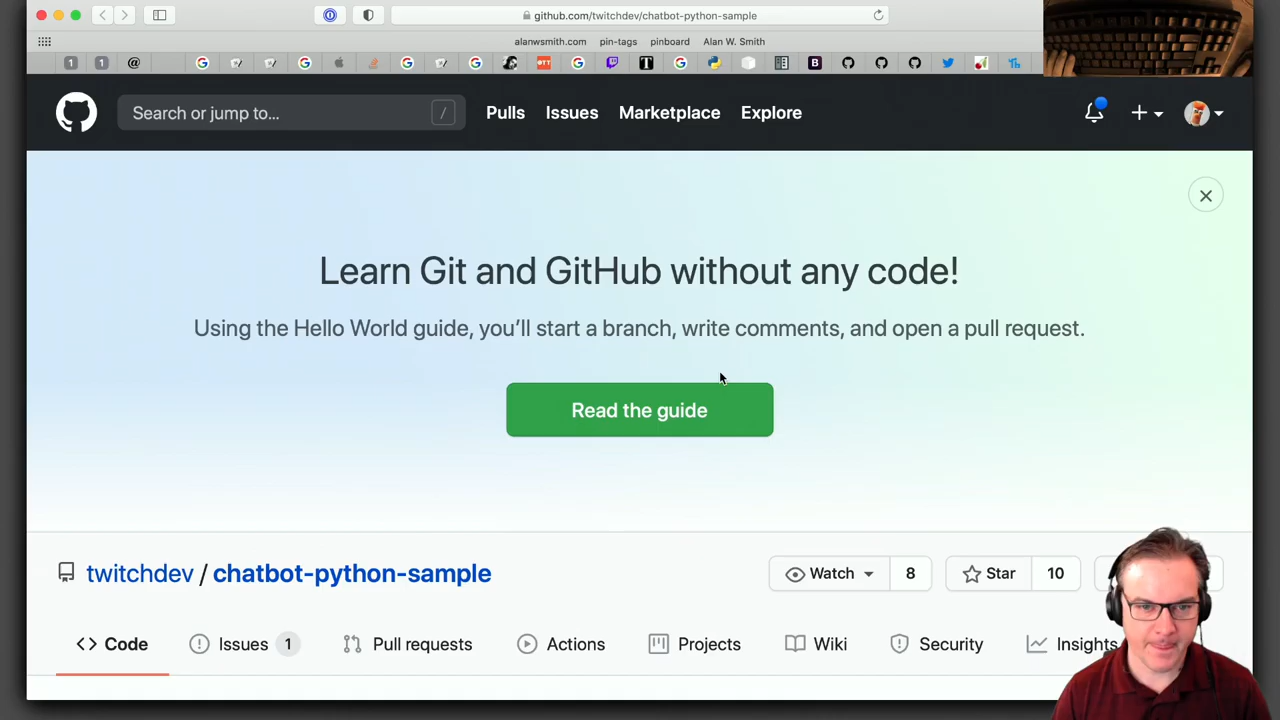 github.com/twitchdev/chatbot-python-sample
alanwsmith.com pin-tags pinboard Alan W. Smith
Search or jump to... / Pulls Issues Marketplace Explore
Learn Git and GitHub without any code!
Using the Hello World guide, you’ll start a branch, write comments, and open a pull request.
Read the guide
twitchdev / chatbot-python-sample Watch 8 Star 10
Code Issues 1 Pull requests Actions Projects Wiki Security Insights